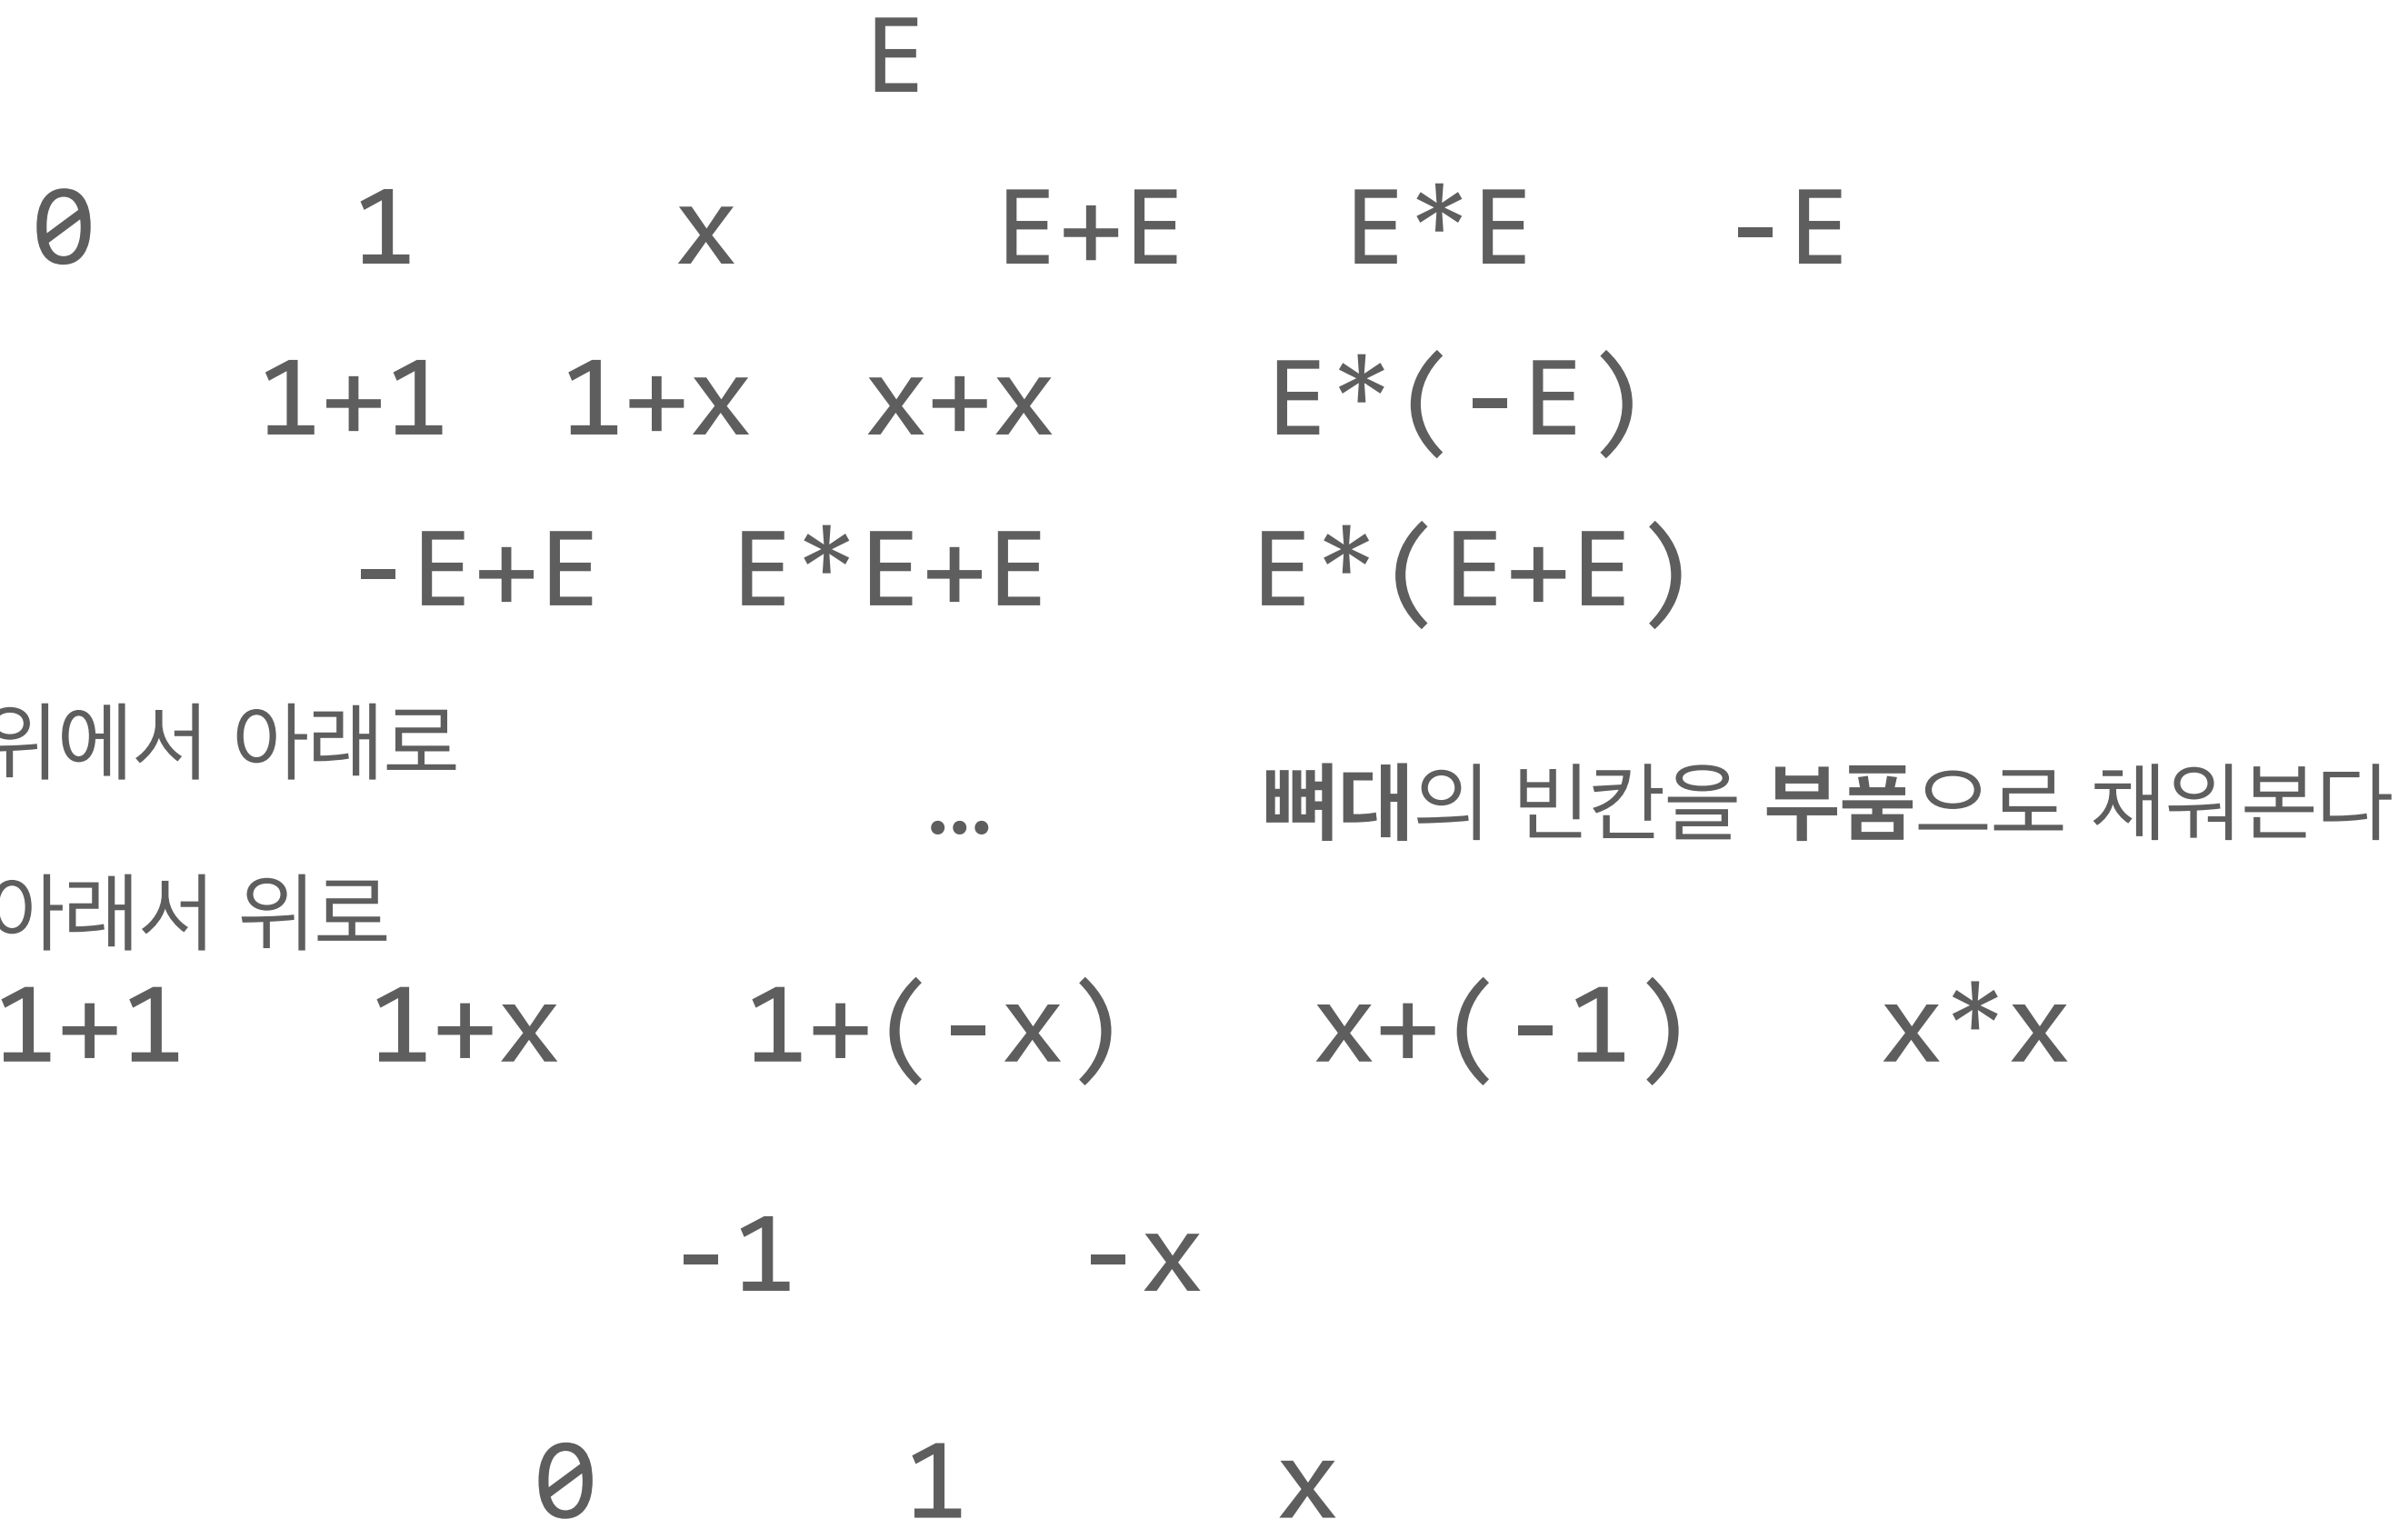 E
0 1 x E+E E*E -E
1+1 1+x x+x E*(-E)
-E+E E*E+E E*(E+E)
위에서 아래로
... 뼈대의 빈칸을 부품으로 채워본다
아래서 위로
1+1 1+x 1+(-x) x+(-1) x*x
-1 -x
0 1 x